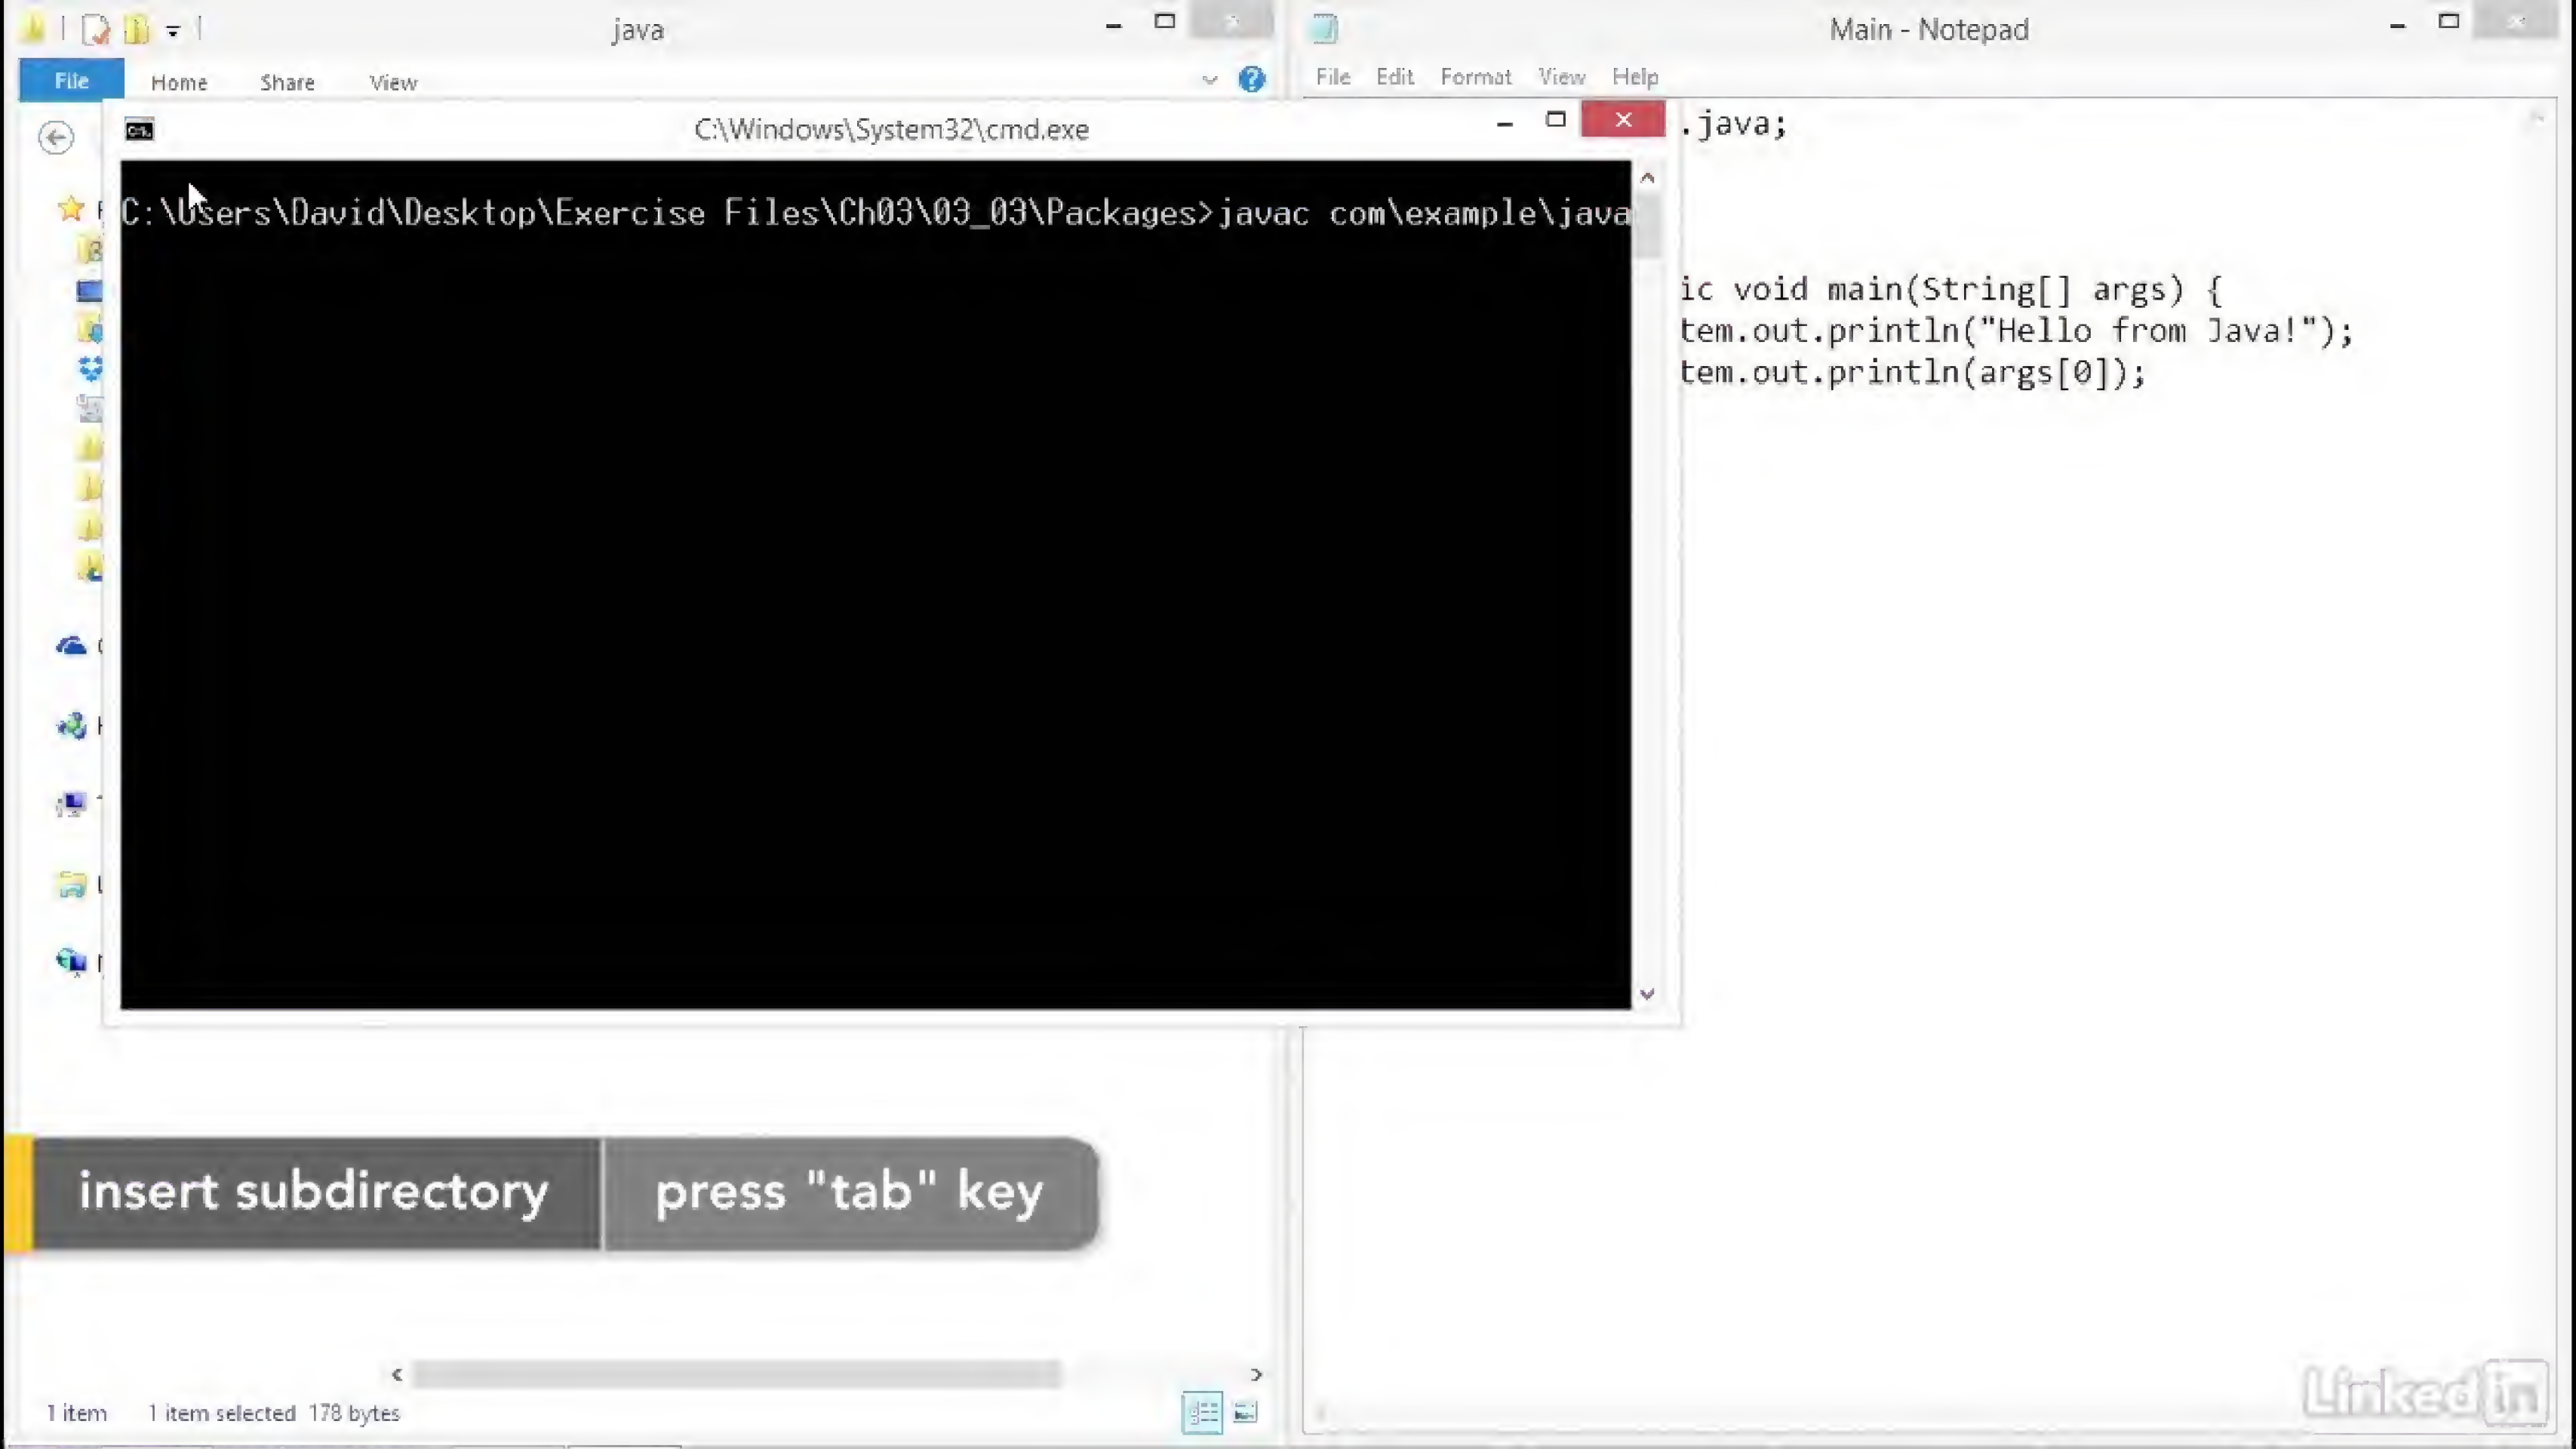 java
File Home Share View
Main - Notepad
File Edit Format View Help
C:\Windows\System32\cmd.exe
C:\Users\David\Desktop\Exercise Files\Ch03\03_03\Packages>javac com\example\java
.java;
ic void main(String[] args) {
tem.out.println("Hello from Java!");
tem.out.println(args[0]);
insert subdirectory press "tab" key
1 item 1 item selected 178 bytes
Linked in